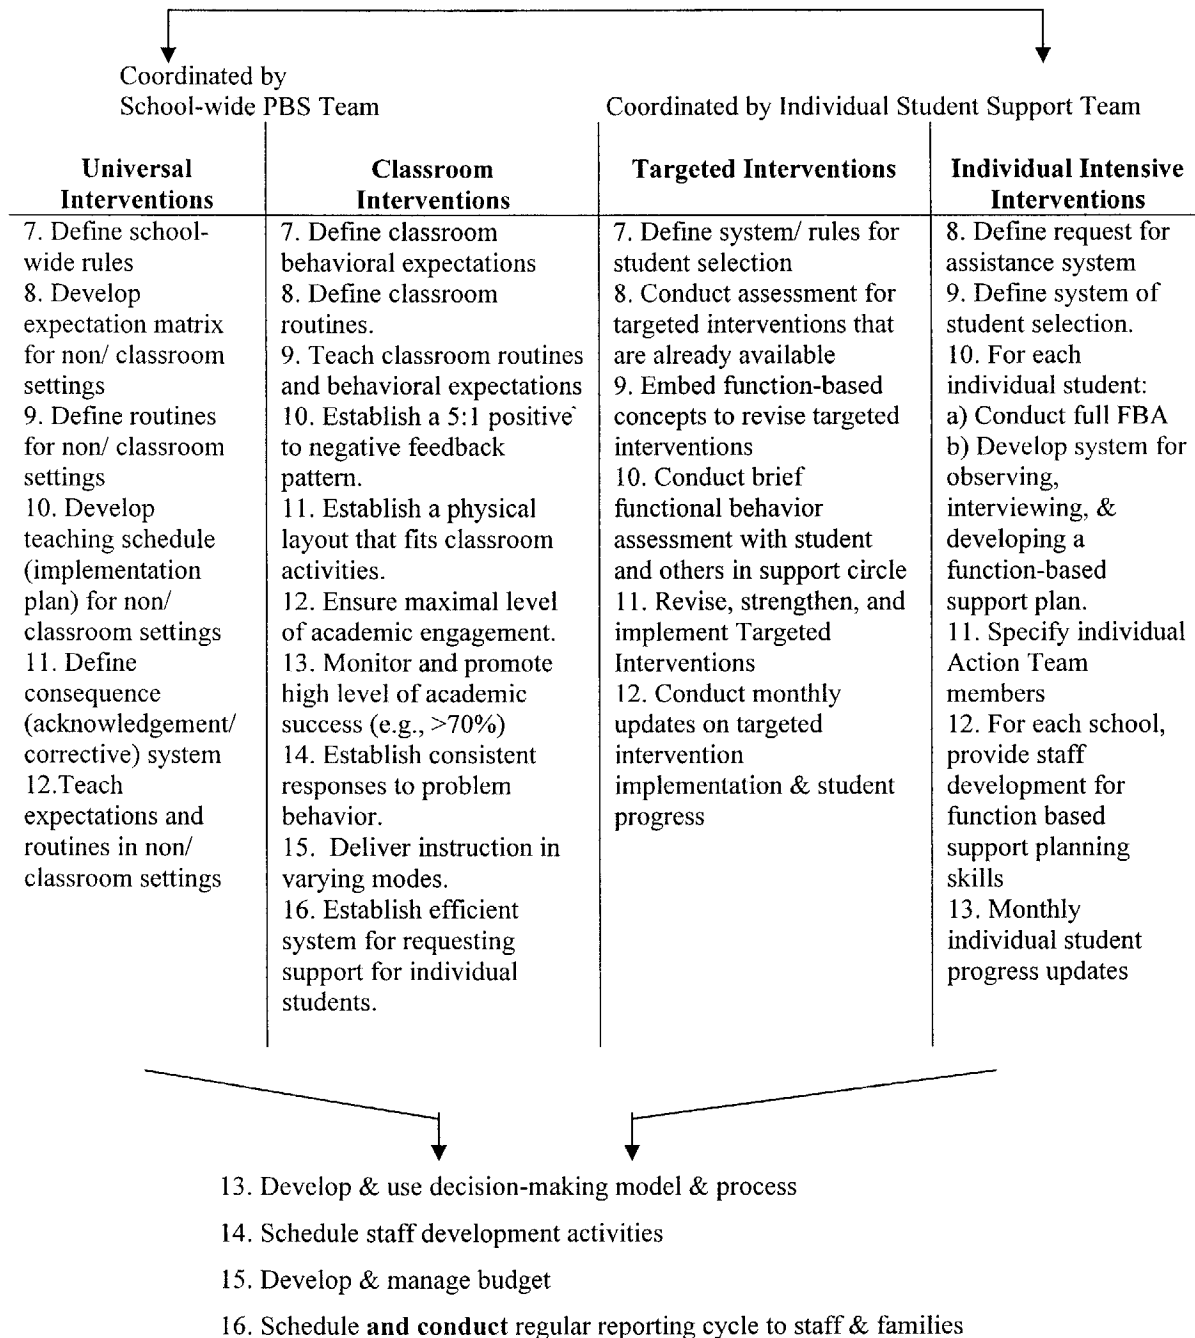 Coordinated by
School-wide PBS Team
Coordinated by Individual Student Support Team
Universal
Interventions
7. Define school-
wide rules
8. Develop
expectation matrix
for non/ classroom
settings
9. Define routines
for non/ classroom
settings
10. Develop
teaching schedule
(implementation
plan) for non/
classroom settings
11. Define
consequence
(acknowledgement/
corrective) system
12.Teach
expectations and
routines in non/
classroom settings
Classroom
Interventions
7. Define classroom
behavioral expectations
8. Define classroom
routines.
9. Teach classroom routines
and behavioral expectations
10. Establish a 5:1 positive
to negative feedback
pattern.
11. Establish a physical
layout that fits classroom
activities.
12. Ensure maximal level
of academic engagement.
13. Monitor and promote
high level of academic
success (e.g., >70%)
14. Establish consistent
responses to problem
behavior.
15. Deliver instruction in
varying modes.
16. Establish efficient
system for requesting
support for individual
students.
Targeted Interventions
7. Define system/ rules for
student selection
8. Conduct assessment for
targeted interventions that
are already available
9. Embed function-based
concepts to revise targeted
interventions
10. Conduct brief
functional behavior
assessment with student
and others in support circle
11. Revise, strengthen, and
implement Targeted
Interventions
12. Conduct monthly
updates on targeted
intervention
implementation & student
progress
Individual Intensive
Interventions
8. Define request for
assistance system
9. Define system of
student selection.
10. For each
individual student:
a) Conduct full FBA
b) Develop system for
observing,
interviewing, &
developing a
function-based
support plan.
11. Specify individual
Action Team
members
12. For each school,
provide staff
development for
function based
support planning
skills
13. Monthly
individual student
progress updates
13. Develop & use decision-making model & process
14. Schedule staff development activities
15. Develop & manage budget
16. Schedule and conduct regular reporting cycle to staff & families